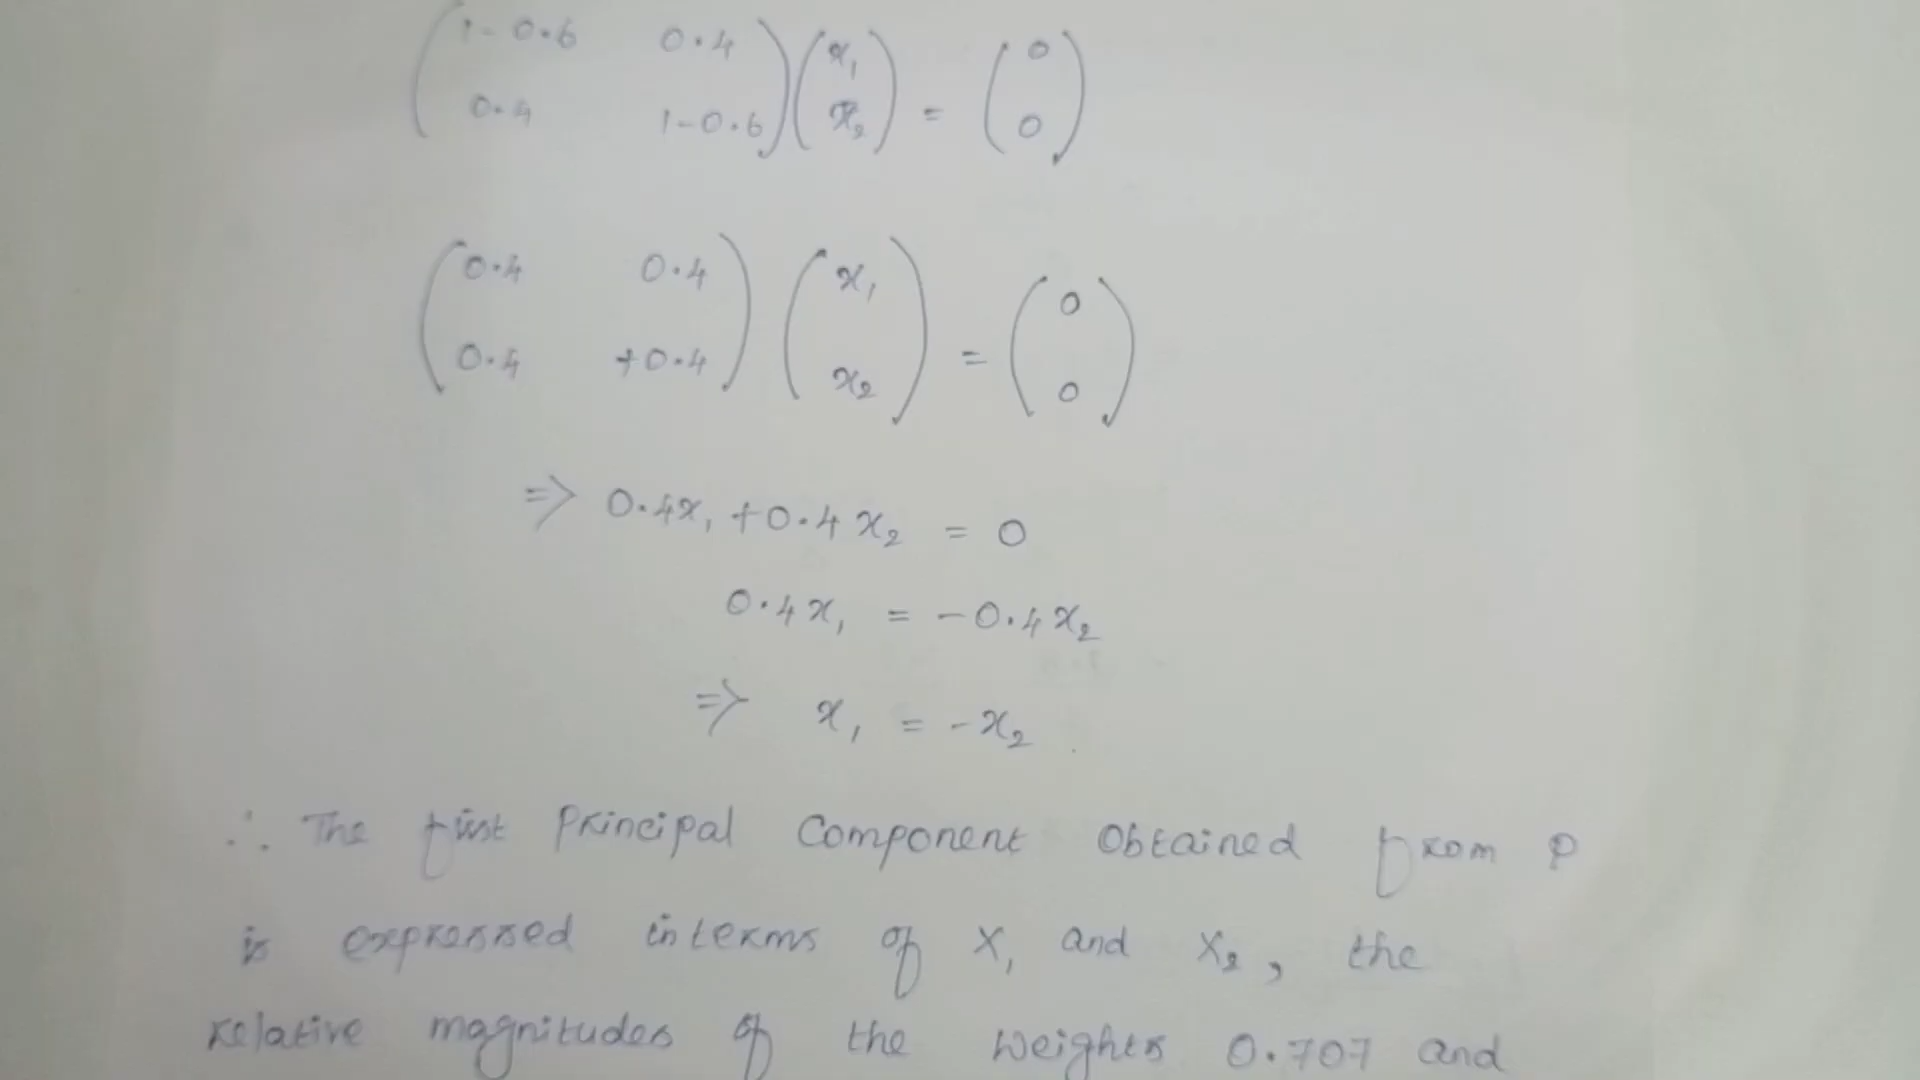 ( 1-0.6 0.4 ) ( x₁ ) = ( 0 )
( 0.4 1-0.6 ) ( x₂ ) ( 0 )
( 0.4 0.4 ) ( x₁ ) = ( 0 )
( 0.4 +0.4 ) ( x₂ ) ( 0 )
⇒ 0.4x₁ + 0.4x₂ = 0
0.4x₁ = -0.4x₂
⇒ x₁ = -x₂
∴ The first Principal Component Obtained from ρ
is expressed in terms of X₁ and X₂, the
relative magnitudes of the weights 0.707 and